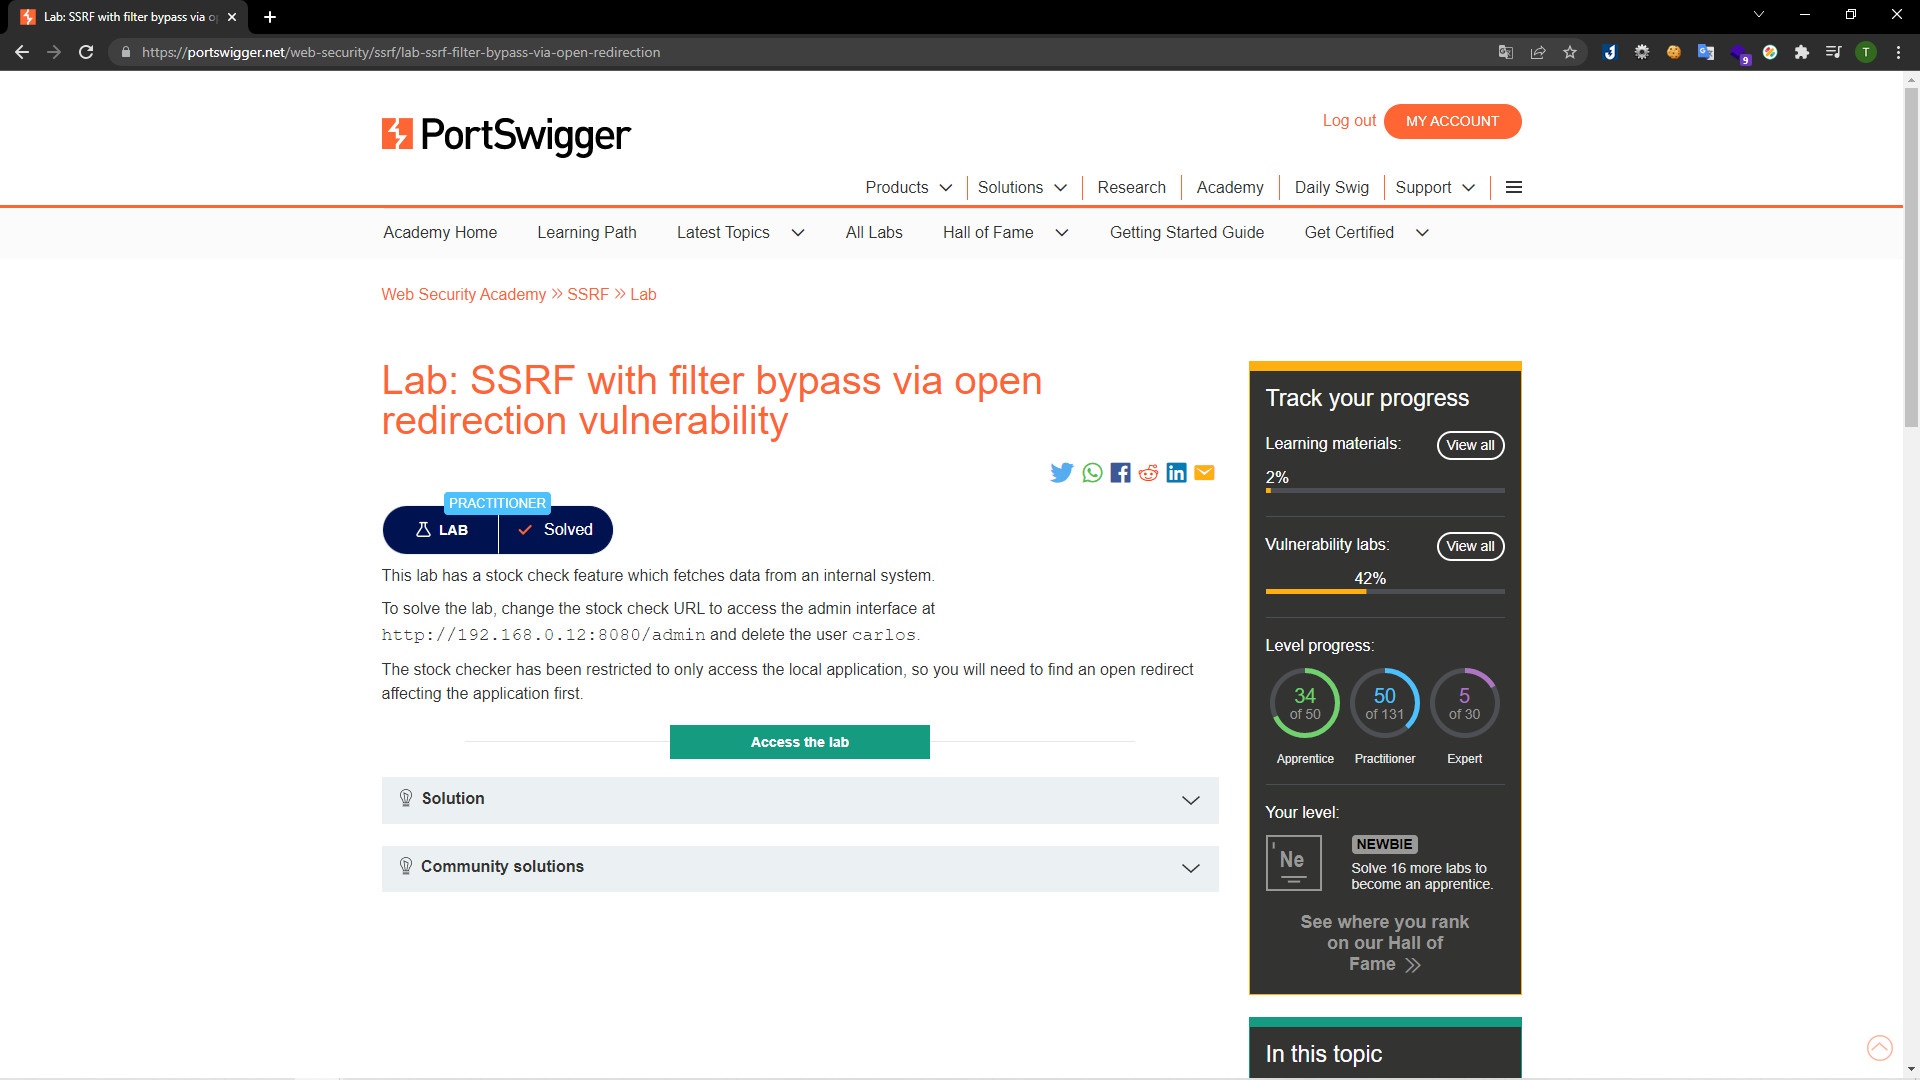 Lab: SSRF with filter bypass via o
https://portswigger.net/web-security/ssrf/lab-ssrf-filter-bypass-via-open-redirection
9
T
PortSwigger
Log out
MY ACCOUNT
Products
Solutions
Research
Academy
Daily Swig
Support
Academy Home
Learning Path
Latest Topics
All Labs
Hall of Fame
Getting Started Guide
Get Certified
Web Security Academy » SSRF » Lab
Lab: SSRF with filter bypass via open
redirection vulnerability
PRACTITIONER
LAB
Solved
This lab has a stock check feature which fetches data from an internal system.
To solve the lab, change the stock check URL to access the admin interface at
http://192.168.0.12:8080/admin and delete the user carlos.
The stock checker has been restricted to only access the local application, so you will need to find an open redirect
affecting the application first.
Access the lab
Solution
Community solutions
Track your progress
Learning materials:
View all
2%
Vulnerability labs:
View all
42%
Level progress:
34
of 50
50
of 131
5
of 30
Apprentice
Practitioner
Expert
Your level:
Ne
NEWBIE
Solve 16 more labs to
become an apprentice.
See where you rank
on our Hall of
Fame »
In this topic